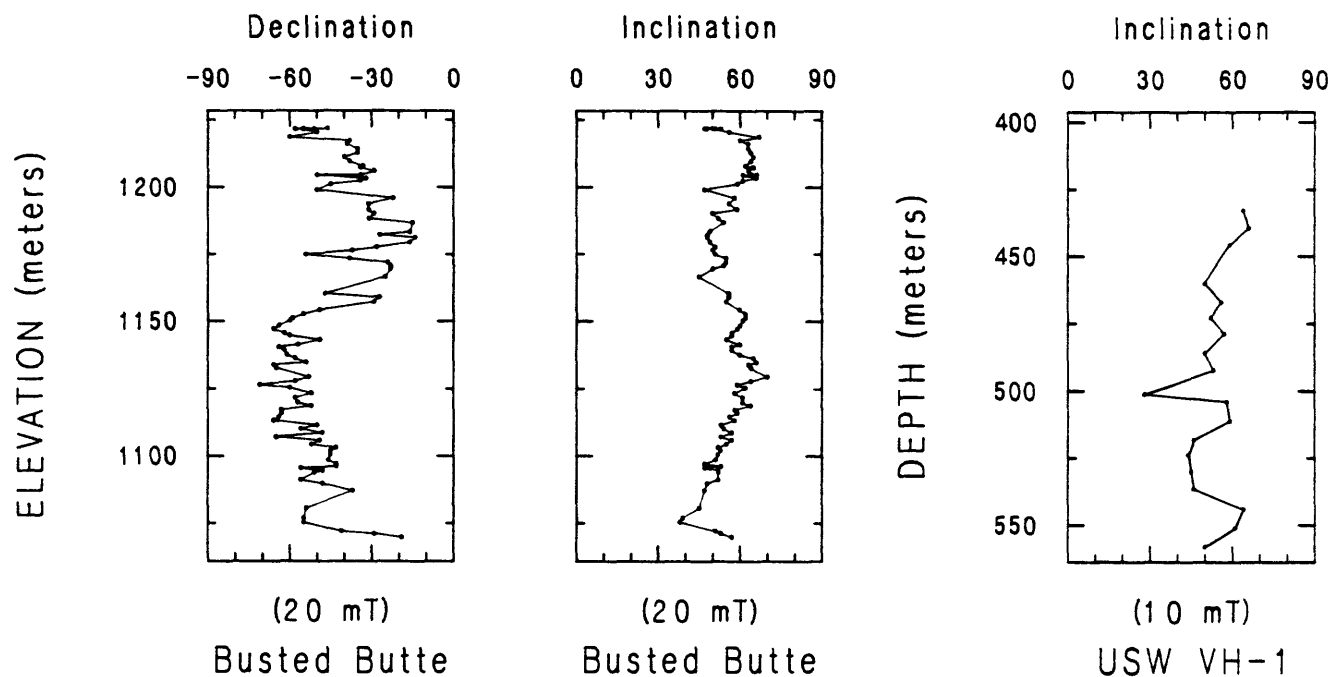 Declination
-90 -60 -30 0
ELEVATION (meters)
1200
1150
1100
(20 mT)
Busted Butte
Inclination
0 30 60 90
(20 mT)
Busted Butte
Inclination
0 30 60 90
DEPTH (meters)
400
450
500
550
(10 mT)
USW VH-1